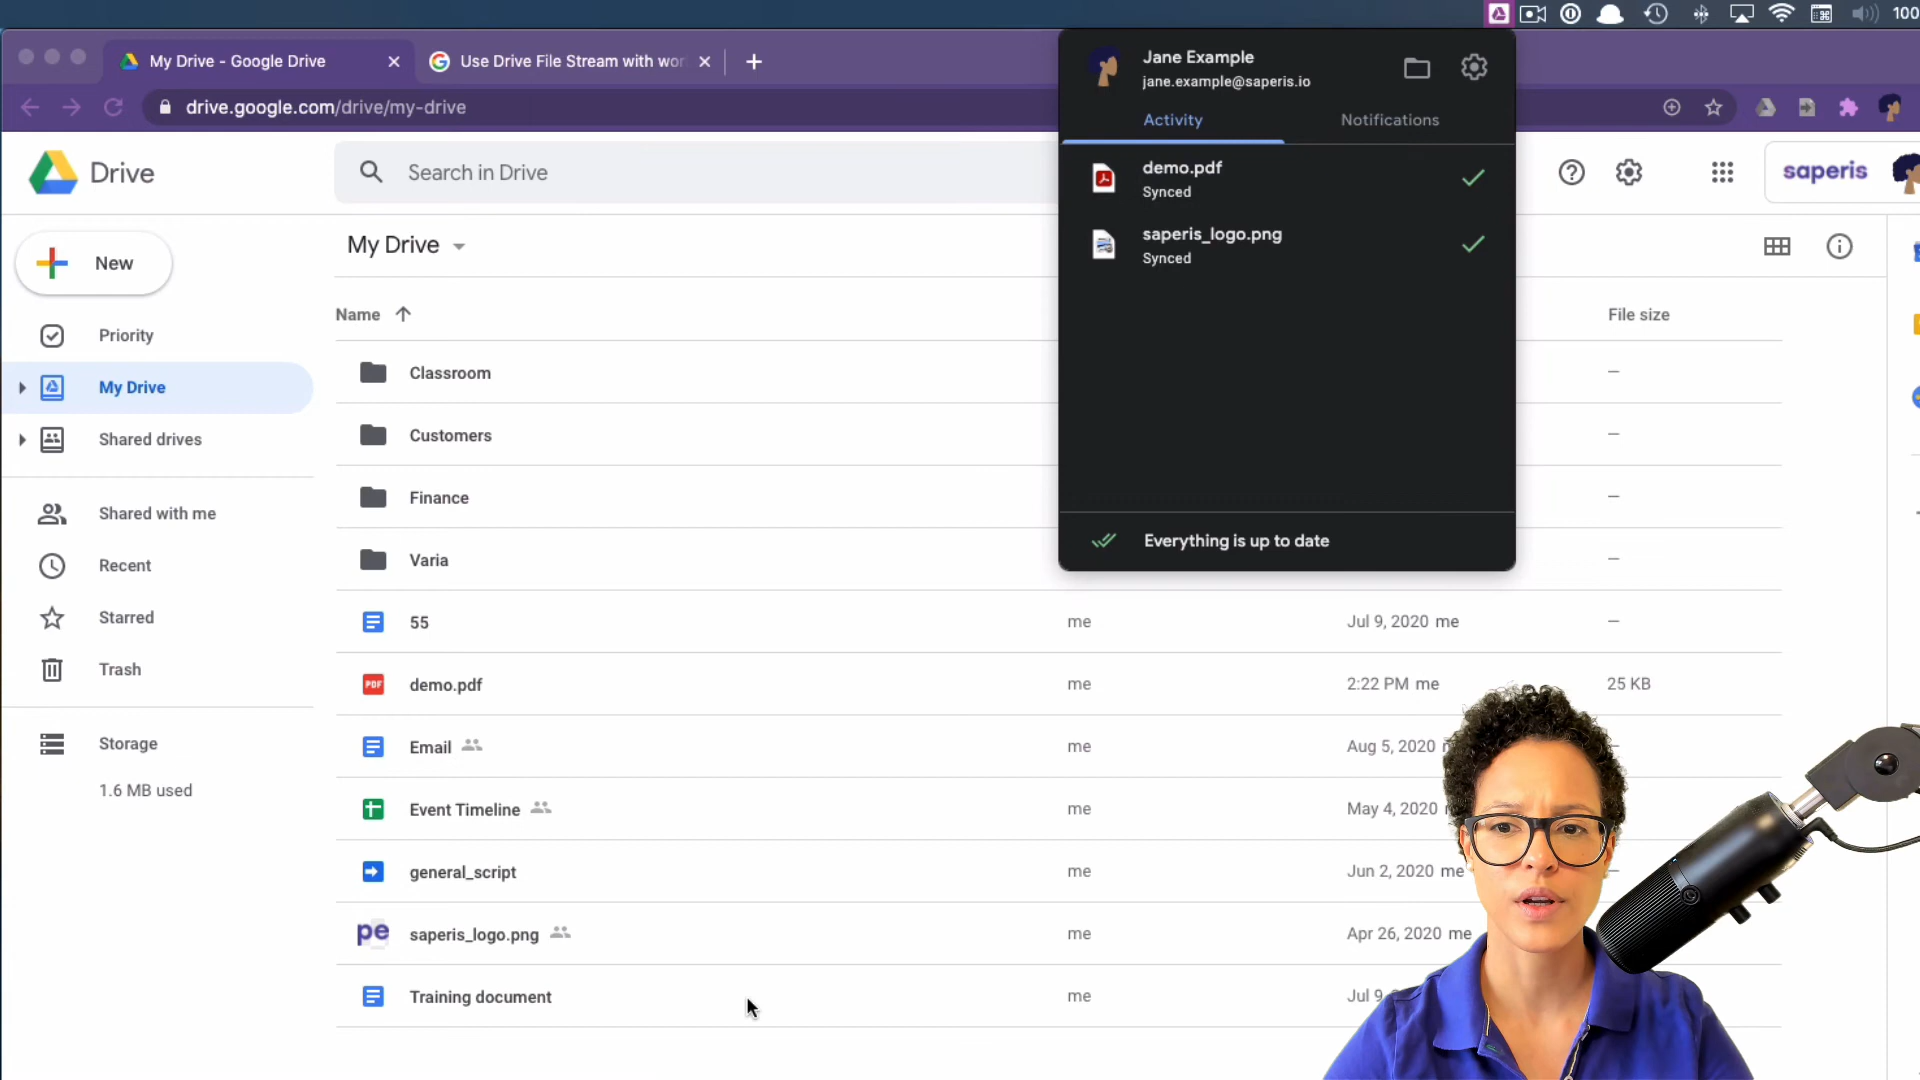 100
My Drive - Google Drive
Use Drive File Stream with wor
drive.google.com/drive/my-drive
Jane Example
jane.example@saperis.io
Activity
Notifications
demo.pdf
Synced
saperis_logo.png
Synced
Everything is up to date
Drive
Search in Drive
saperis
New
Priority
My Drive
Shared drives
Shared with me
Recent
Starred
Trash
Storage
1.6 MB used
My Drive
Name
File size
Classroom
–
Customers
–
Finance
–
Varia
–
55 me Jul 9, 2020 me –
PDF demo.pdf me 2:22 PM me 25 KB
Email me Aug 5, 2020
Event Timeline me May 4, 2020
general_script me Jun 2, 2020 me –
pe saperis_logo.png me Apr 26, 2020 me
Training document me Jul 9,